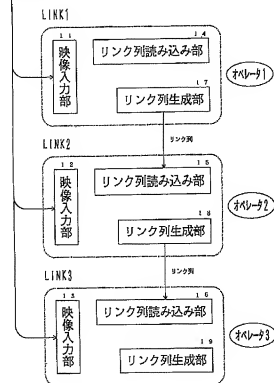 LINK1
11
映像入力部
14
リンク列読み込み部
17
リンク列生成部
オペレータ1
リンク列
LINK2
12
映像入力部
15
リンク列読み込み部
18
リンク列生成部
オペレータ2
リンク列
LINK3
13
映像入力部
16
リンク列読み込み部
19
リンク列生成部
オペレータ3